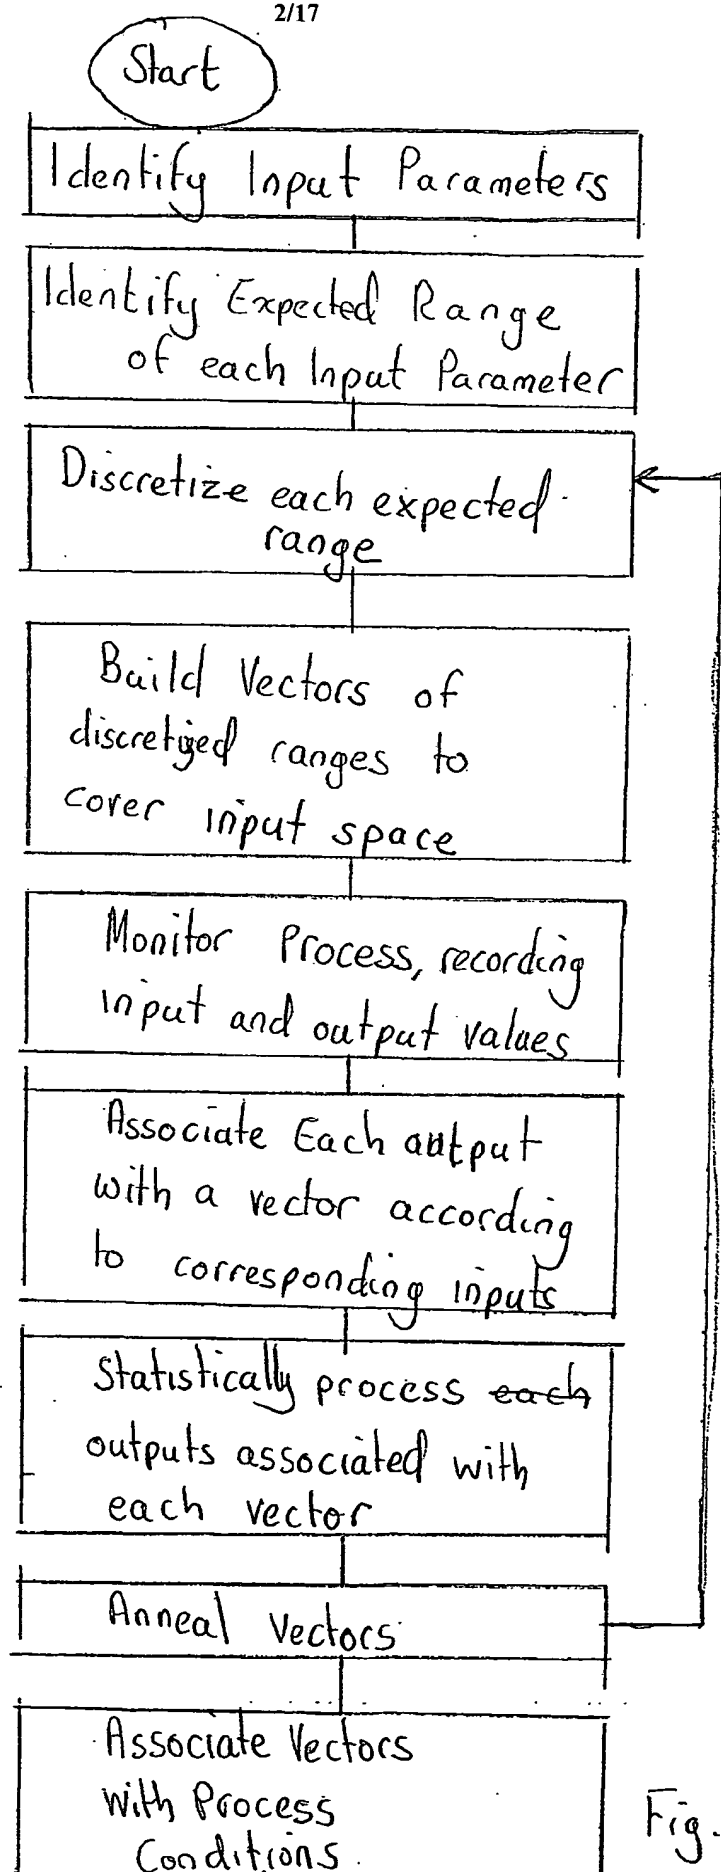 2/17
Start
Identify Input Parameters
Identify Expected Range
of each Input Parameter
Discretize each expected
range
Build Vectors of
discretized ranges to
cover input space
Monitor Process, recording
input and output values
Associate Each output
with a vector according
to corresponding inputs
Statistically process each
outputs associated with
each vector
Anneal Vectors
Associate Vectors
with Process
Conditions
Fig.